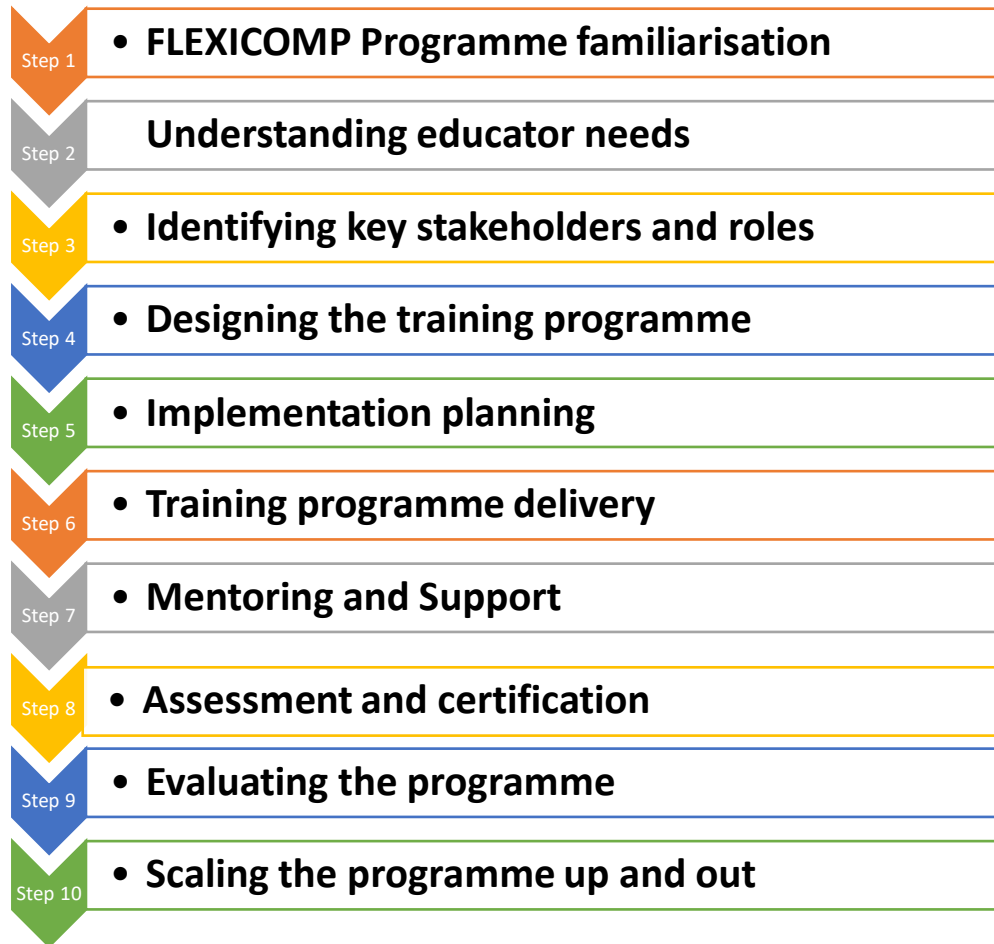 Step 1
• FLEXICOMP Programme familiarisation
Step 2
Understanding educator needs
Step 3
• Identifying key stakeholders and roles
Step 4
• Designing the training programme
Step 5
• Implementation planning
Step 6
• Training programme delivery
Step 7
• Mentoring and Support
Step 8
• Assessment and certification
Step 9
• Evaluating the programme
Step 10
• Scaling the programme up and out